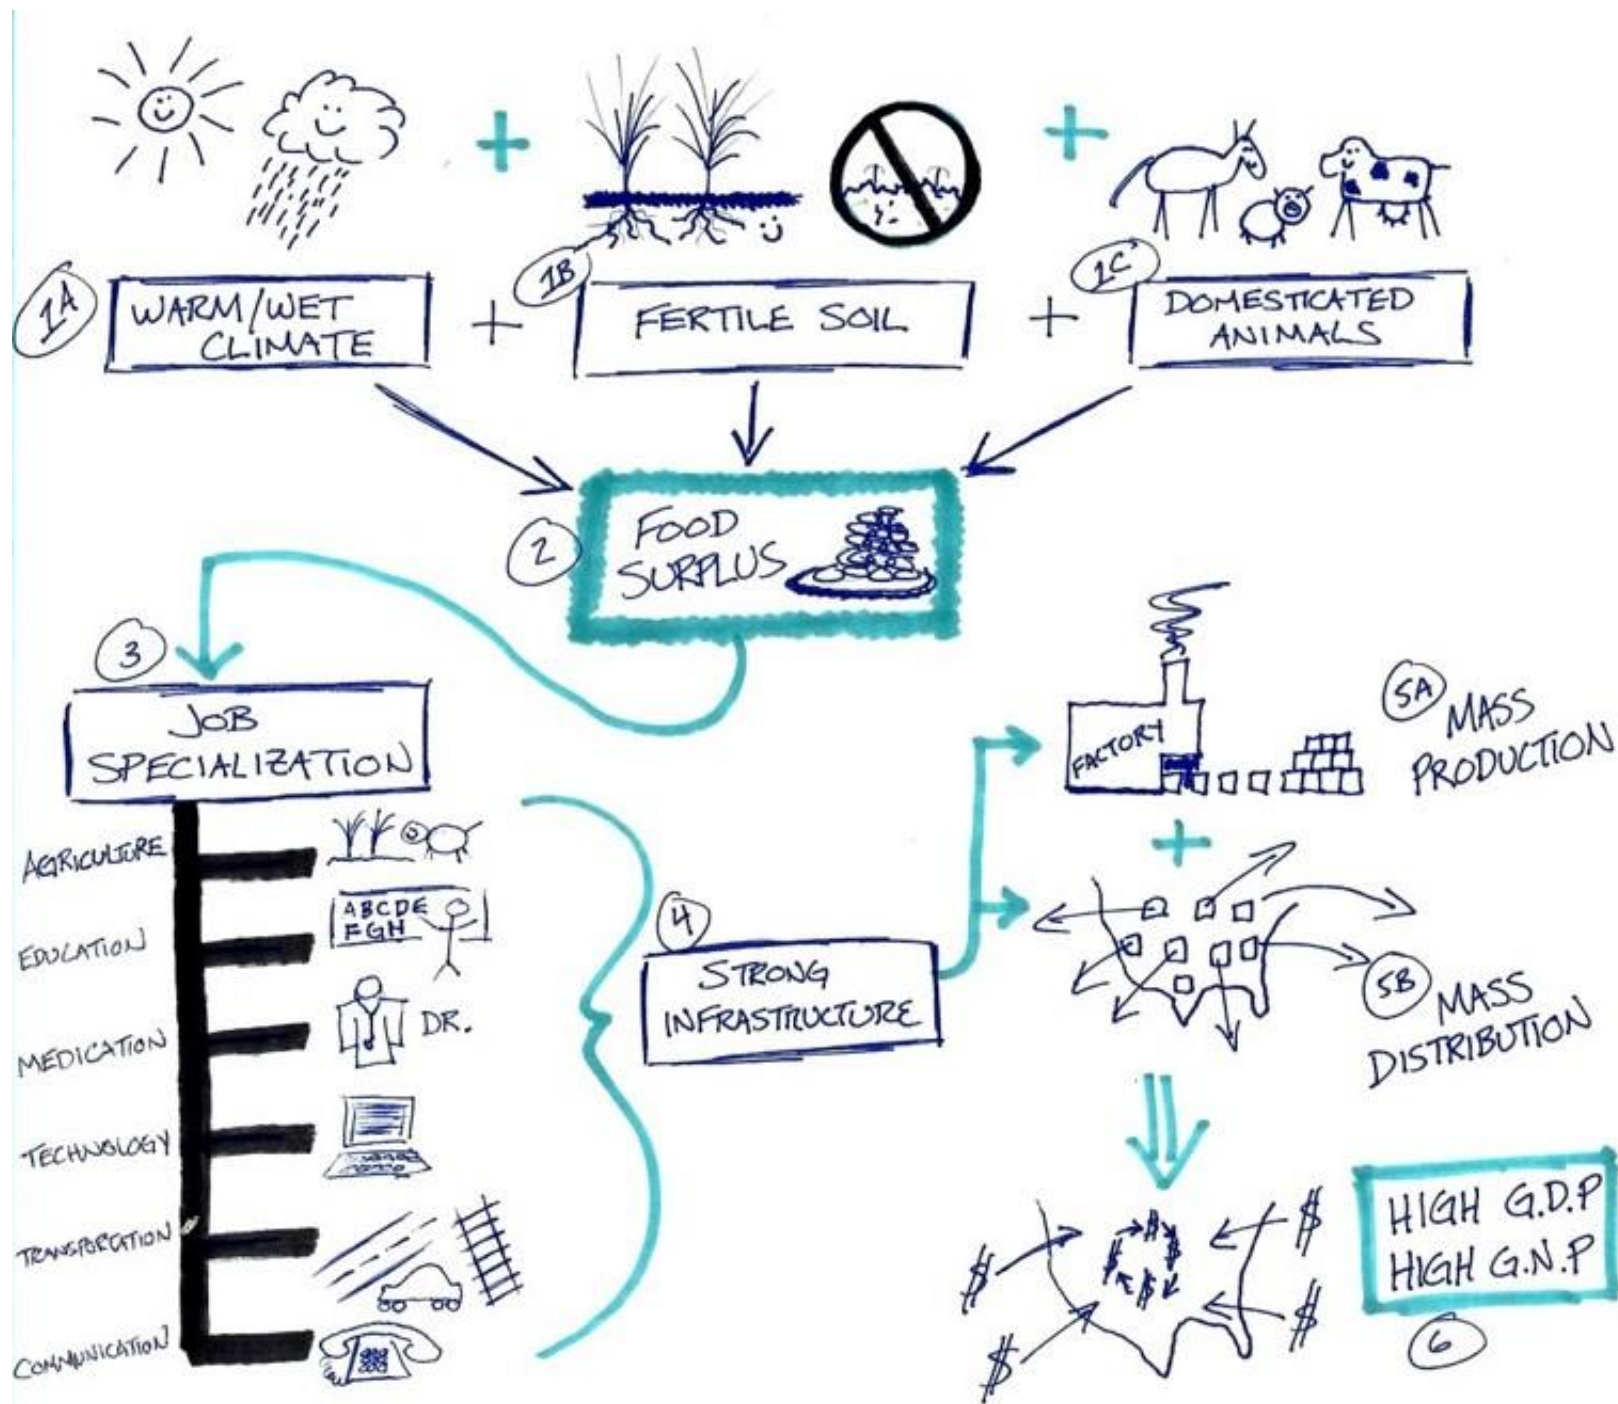 1A
WARM/WET
CLIMATE
+
1B
FERTILE SOIL
+
1C
DOMESTICATED
ANIMALS
2
FOOD
SURPLUS
3
JOB
SPECIALIZATION
AGRICULTURE
EDUCATION
ABCDE
FGH
MEDICATION
DR.
TECHNOLOGY
TRANSPORTATION
COMMUNICATION
4
STRONG
INFRASTRUCTURE
FACTORY
5A
MASS
PRODUCTION
+
5B
MASS
DISTRIBUTION
$ $ $ $
$ $
$ $
HIGH G.D.P
HIGH G.N.P
6